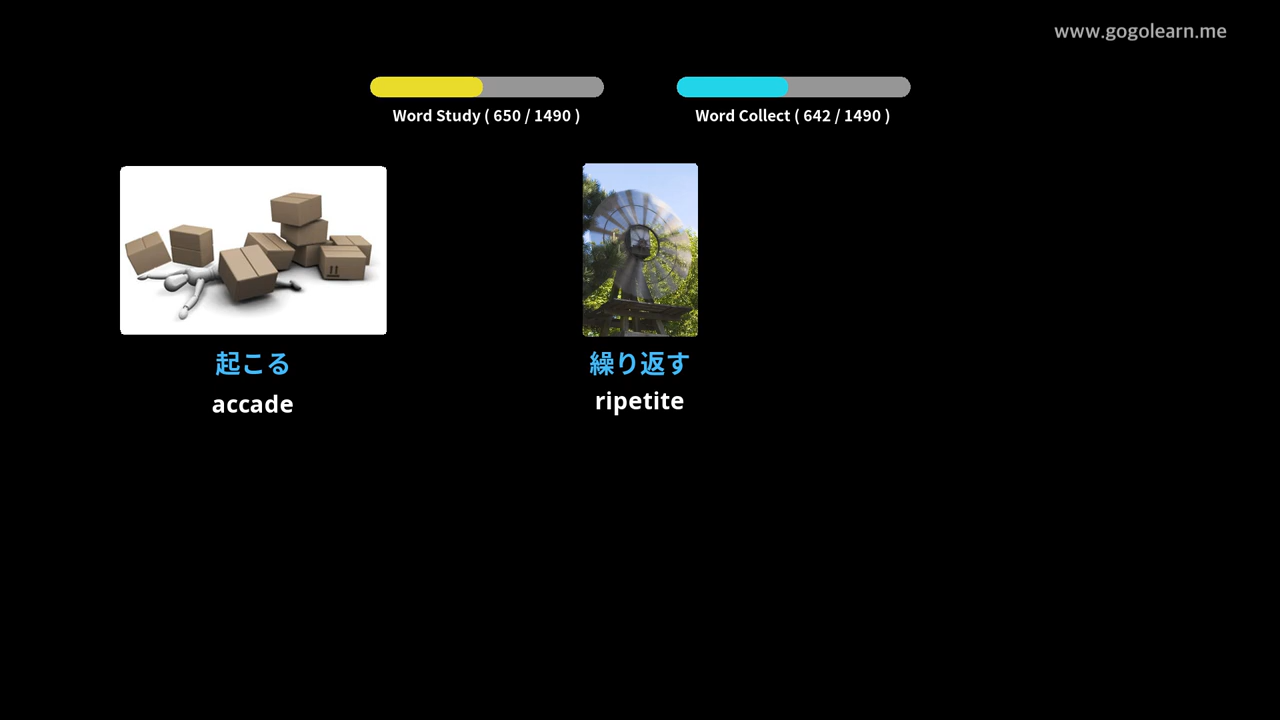 www.gogolearn.me
Word Study ( 650 / 1490 )
Word Collect ( 642 / 1490 )
起こる
accade
繰り返す
ripetite